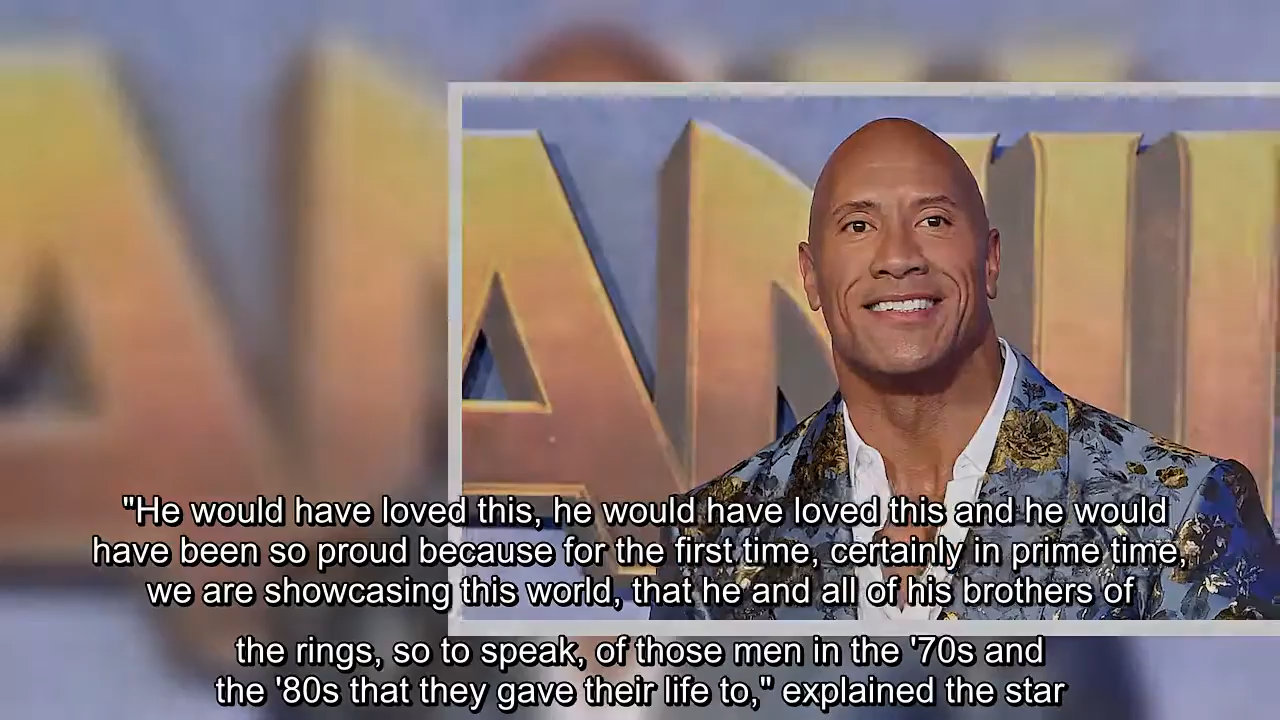 "He would have loved this, he would have loved this and he would
have been so proud because for the first time, certainly in prime time,
we are showcasing this world, that he and all of his brothers of
the rings, so to speak, of those men in the '70s and
the '80s that they gave their life to," explained the star